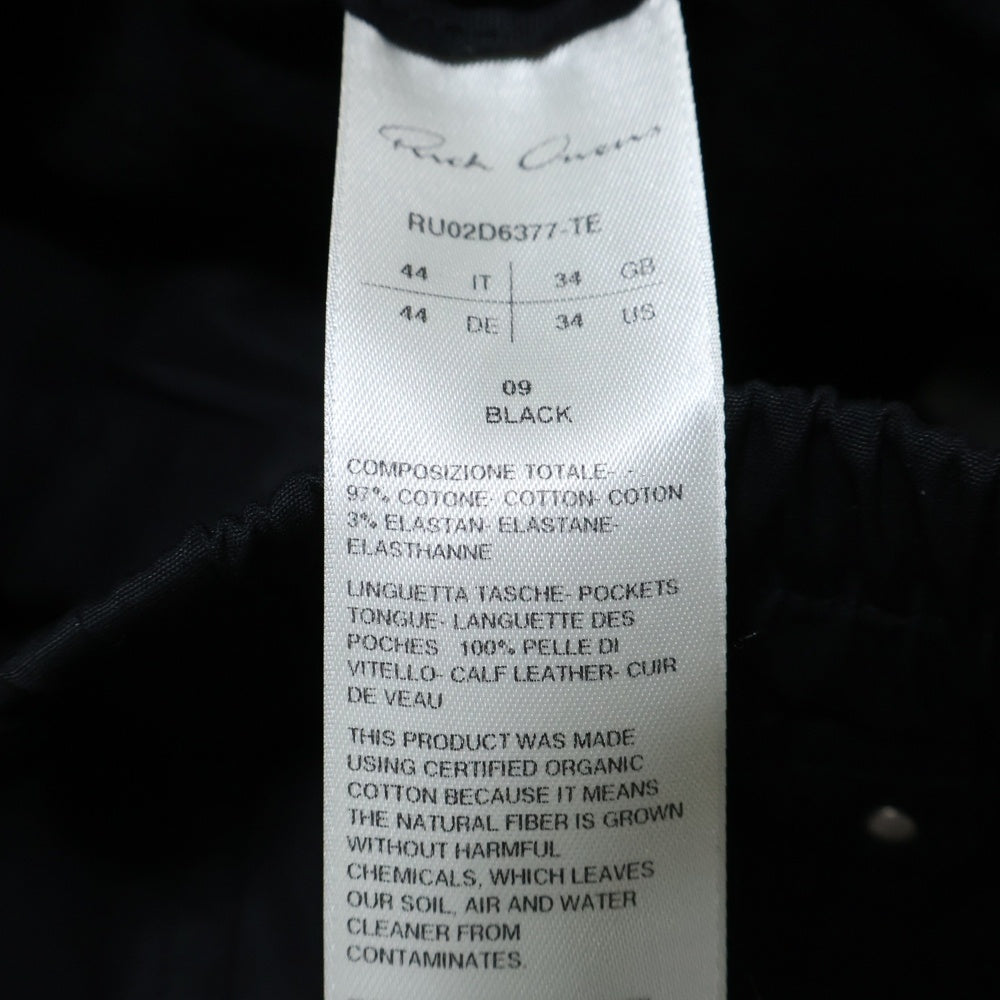 Rick Owens
RU02D6377-TE
44 IT 34 GB
44 DE 34 US
09
BLACK
COMPOSIZIONE TOTALE- -
97% COTONE- COTTON- COTON
3% ELASTAN- ELASTANE-
ELASTHANNE
LINGUETTA TASCHE- POCKETS
TONGUE- LANGUETTE DES
POCHES 100% PELLE DI
VITELLO- CALF LEATHER- CUIR
DE VEAU
THIS PRODUCT WAS MADE
USING CERTIFIED ORGANIC
COTTON BECAUSE IT MEANS
THE NATURAL FIBER IS GROWN
WITHOUT HARMFUL
CHEMICALS, WHICH LEAVES
OUR SOIL, AIR AND WATER
CLEANER FROM
CONTAMINATES.